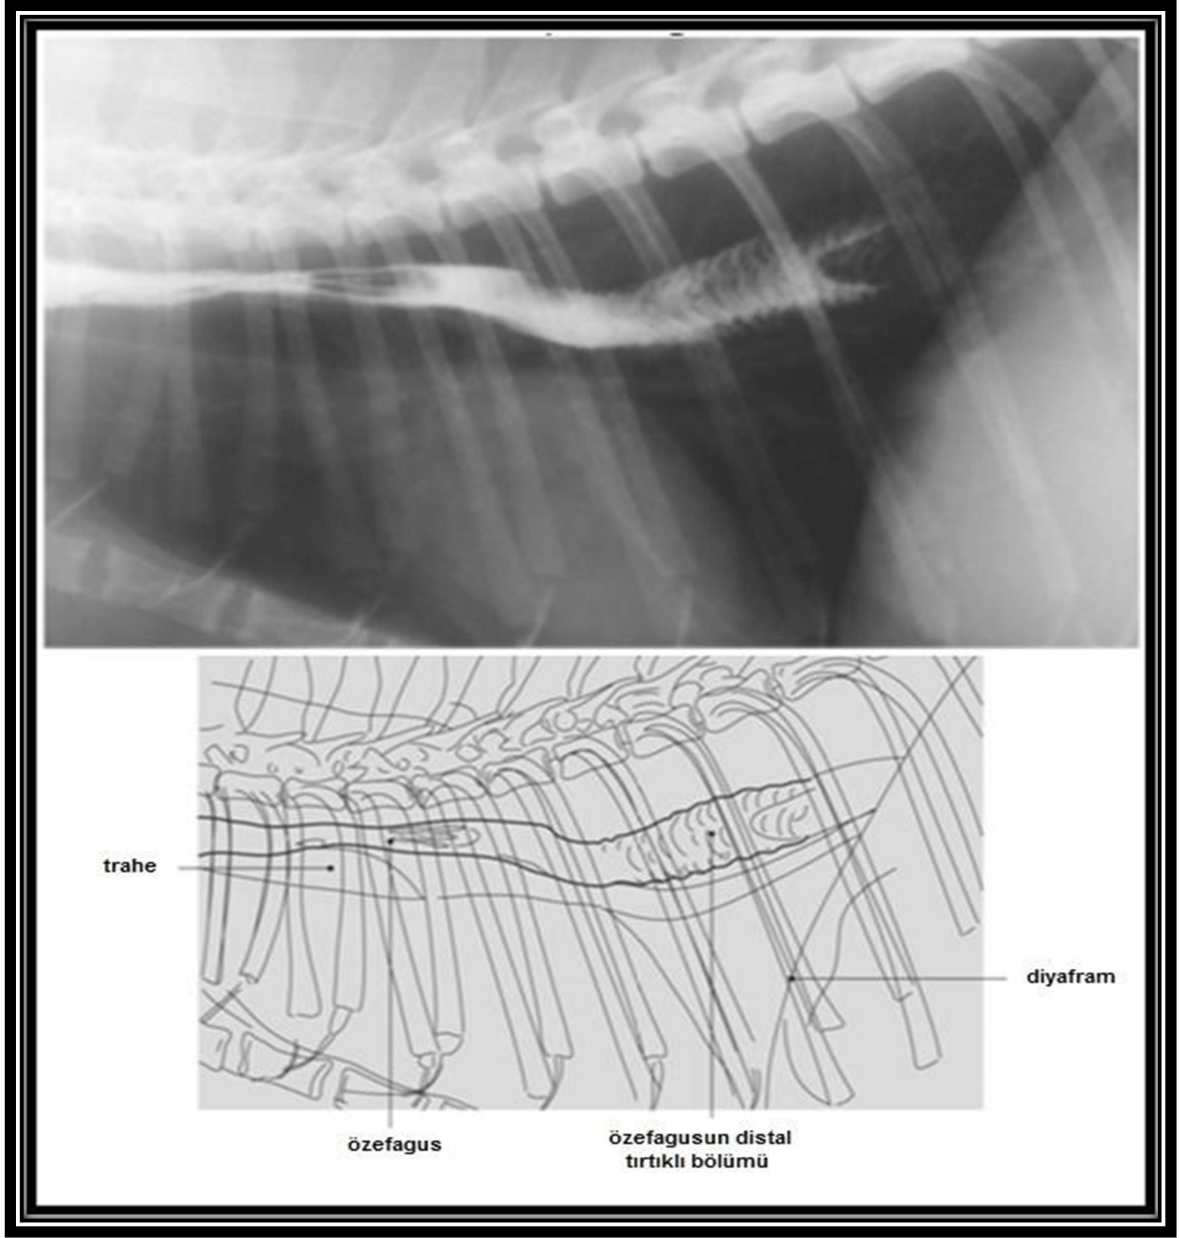 trahe
diyafram
özefagus
özefagusun distal
tırtıklı bölümü